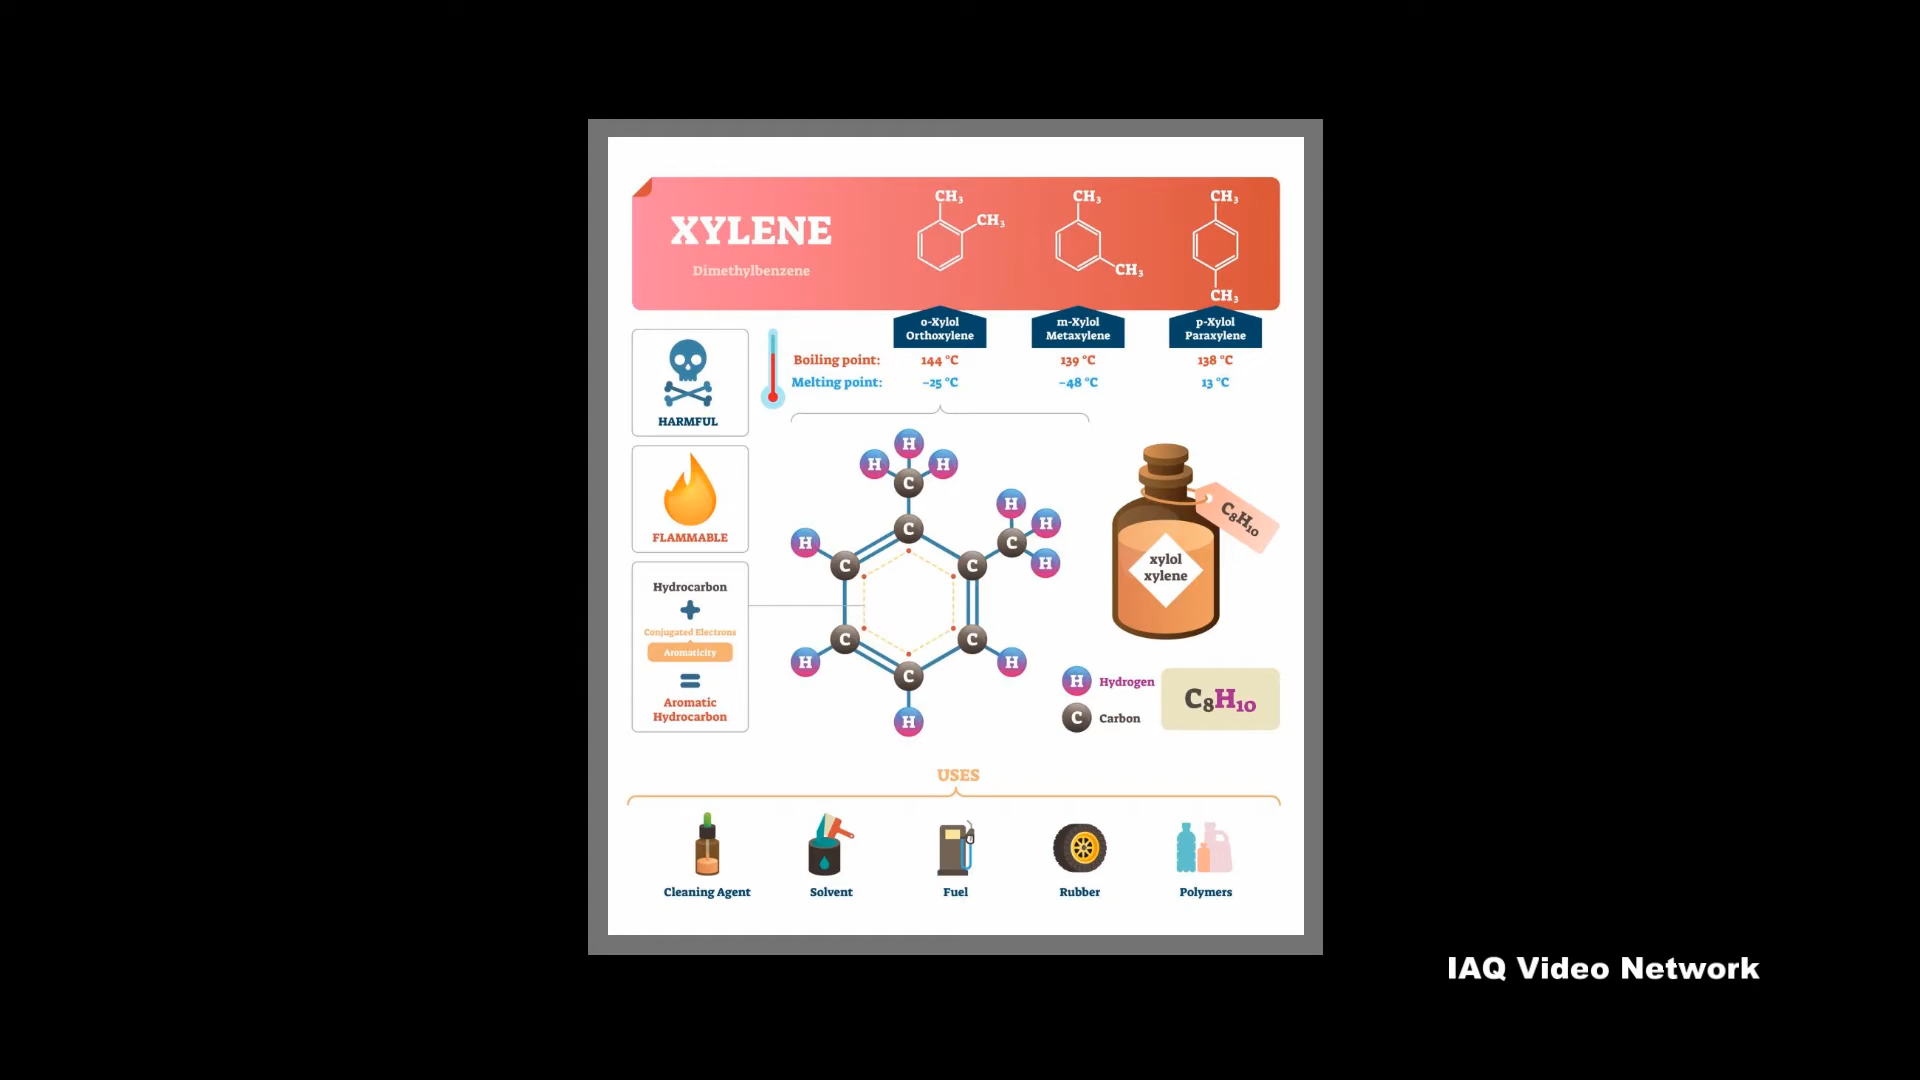 XYLENE
Dimethylbenzene
CH₃
CH₃
CH₃
CH₃
CH₃
CH₃
o-Xylol
Orthoxylene
m-Xylol
Metaxylene
p-Xylol
Paraxylene
Boiling point: 144 °C 139 °C 138 °C
Melting point: -25 °C -48 °C 13 °C
HARMFUL
FLAMMABLE
Hydrocarbon
Conjugated Electrons
Aromaticity
Aromatic
Hydrocarbon
H
H
H
C
H
H
H
C
C
H
C
C
C
C
H
C
H
H
C₈H₁₀
xylol
xylene
H Hydrogen
C Carbon
C₈H₁₀
USES
Cleaning Agent
Solvent
Fuel
Rubber
Polymers
IAQ Video Network